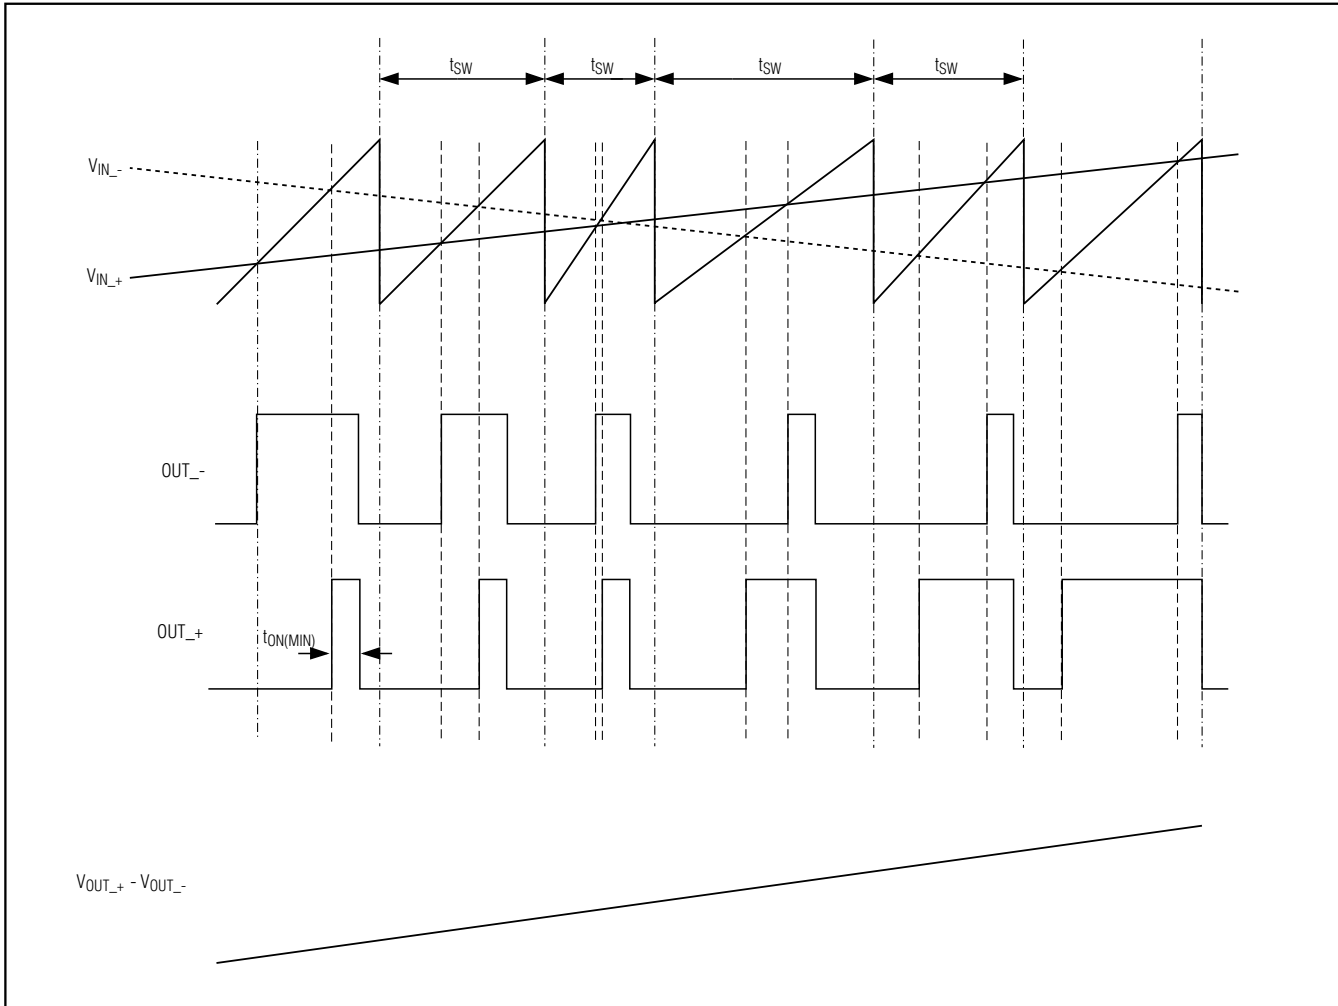 tSW tSW tSW tSW
VIN_-
VIN_+
OUT_-
OUT_+
tON(MIN)
VOUT_+ - VOUT_-